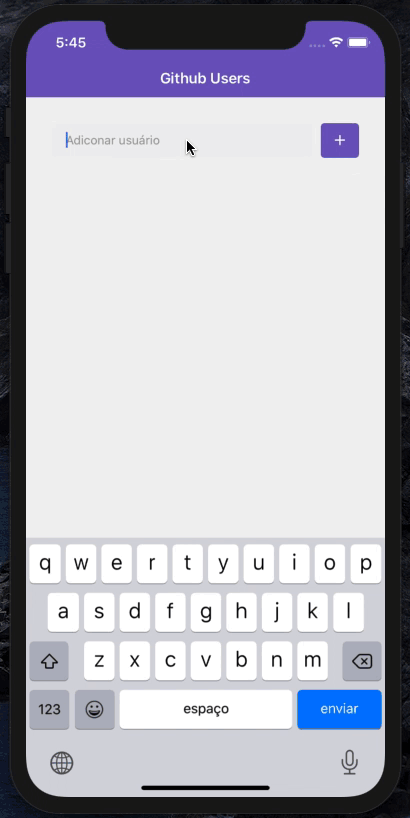 5:45
Github Users
Adiconar usuário
+
q w e r t y u i o p
a s d f g h j k l
z x c v b n m
123 espaço enviar